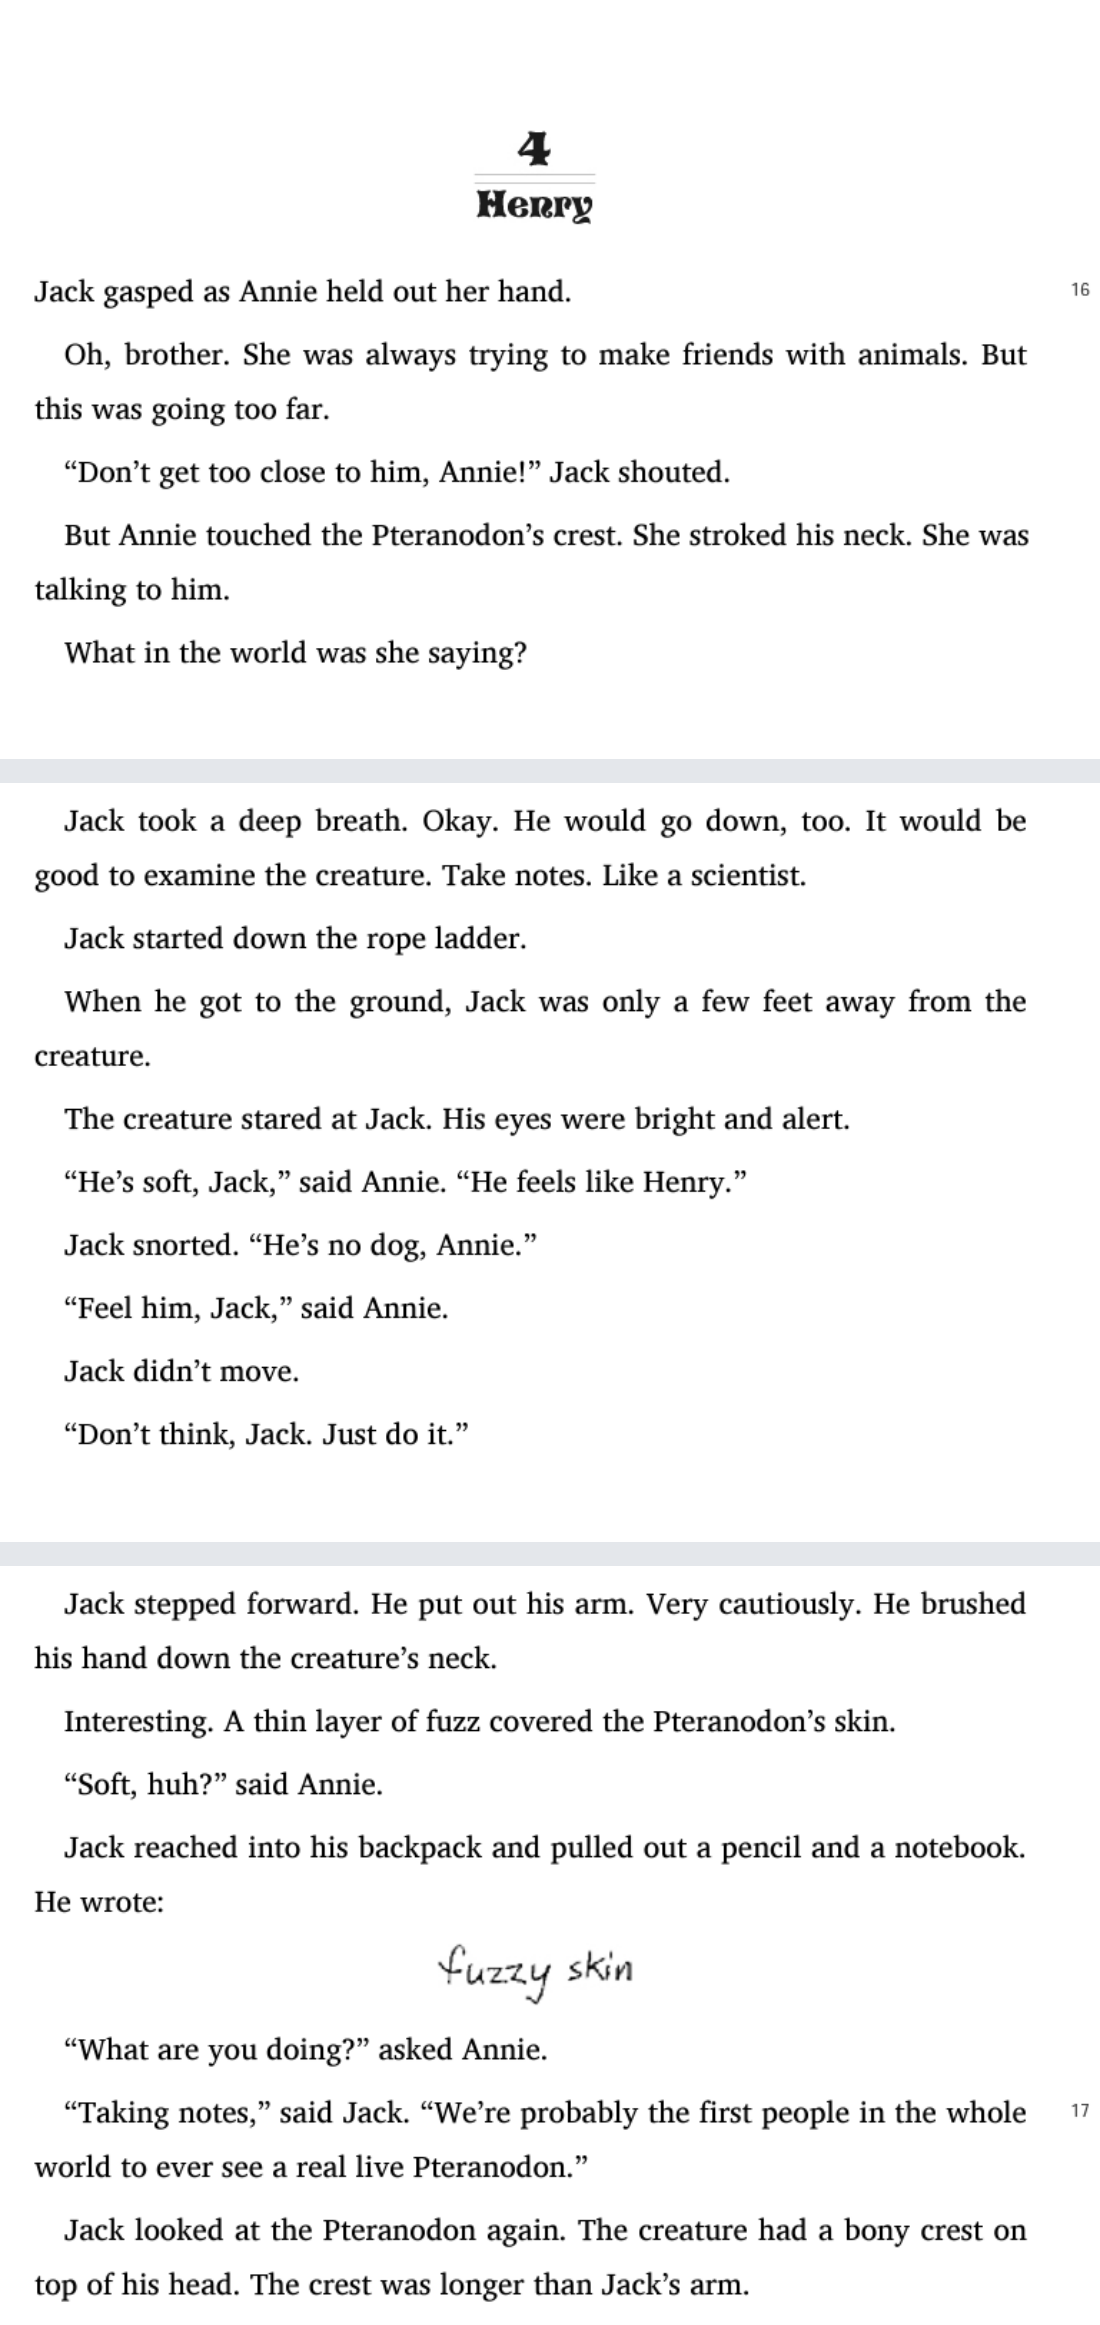 4
Henry
Jack gasped as Annie held out her hand.
16
Oh, brother. She was always trying to make friends with animals. But
this was going too far.
“Don’t get too close to him, Annie!” Jack shouted.
But Annie touched the Pteranodon’s crest. She stroked his neck. She was
talking to him.
What in the world was she saying?
Jack took a deep breath. Okay. He would go down, too. It would be
good to examine the creature. Take notes. Like a scientist.
Jack started down the rope ladder.
When he got to the ground, Jack was only a few feet away from the
creature.
The creature stared at Jack. His eyes were bright and alert.
“He’s soft, Jack,” said Annie. “He feels like Henry.”
Jack snorted. “He’s no dog, Annie.”
“Feel him, Jack,” said Annie.
Jack didn’t move.
“Don’t think, Jack. Just do it.”
Jack stepped forward. He put out his arm. Very cautiously. He brushed
his hand down the creature’s neck.
Interesting. A thin layer of fuzz covered the Pteranodon’s skin.
“Soft, huh?” said Annie.
Jack reached into his backpack and pulled out a pencil and a notebook.
He wrote:
fuzzy skin
“What are you doing?” asked Annie.
“Taking notes,” said Jack. “We’re probably the first people in the whole
17
world to ever see a real live Pteranodon.”
Jack looked at the Pteranodon again. The creature had a bony crest on
top of his head. The crest was longer than Jack’s arm.